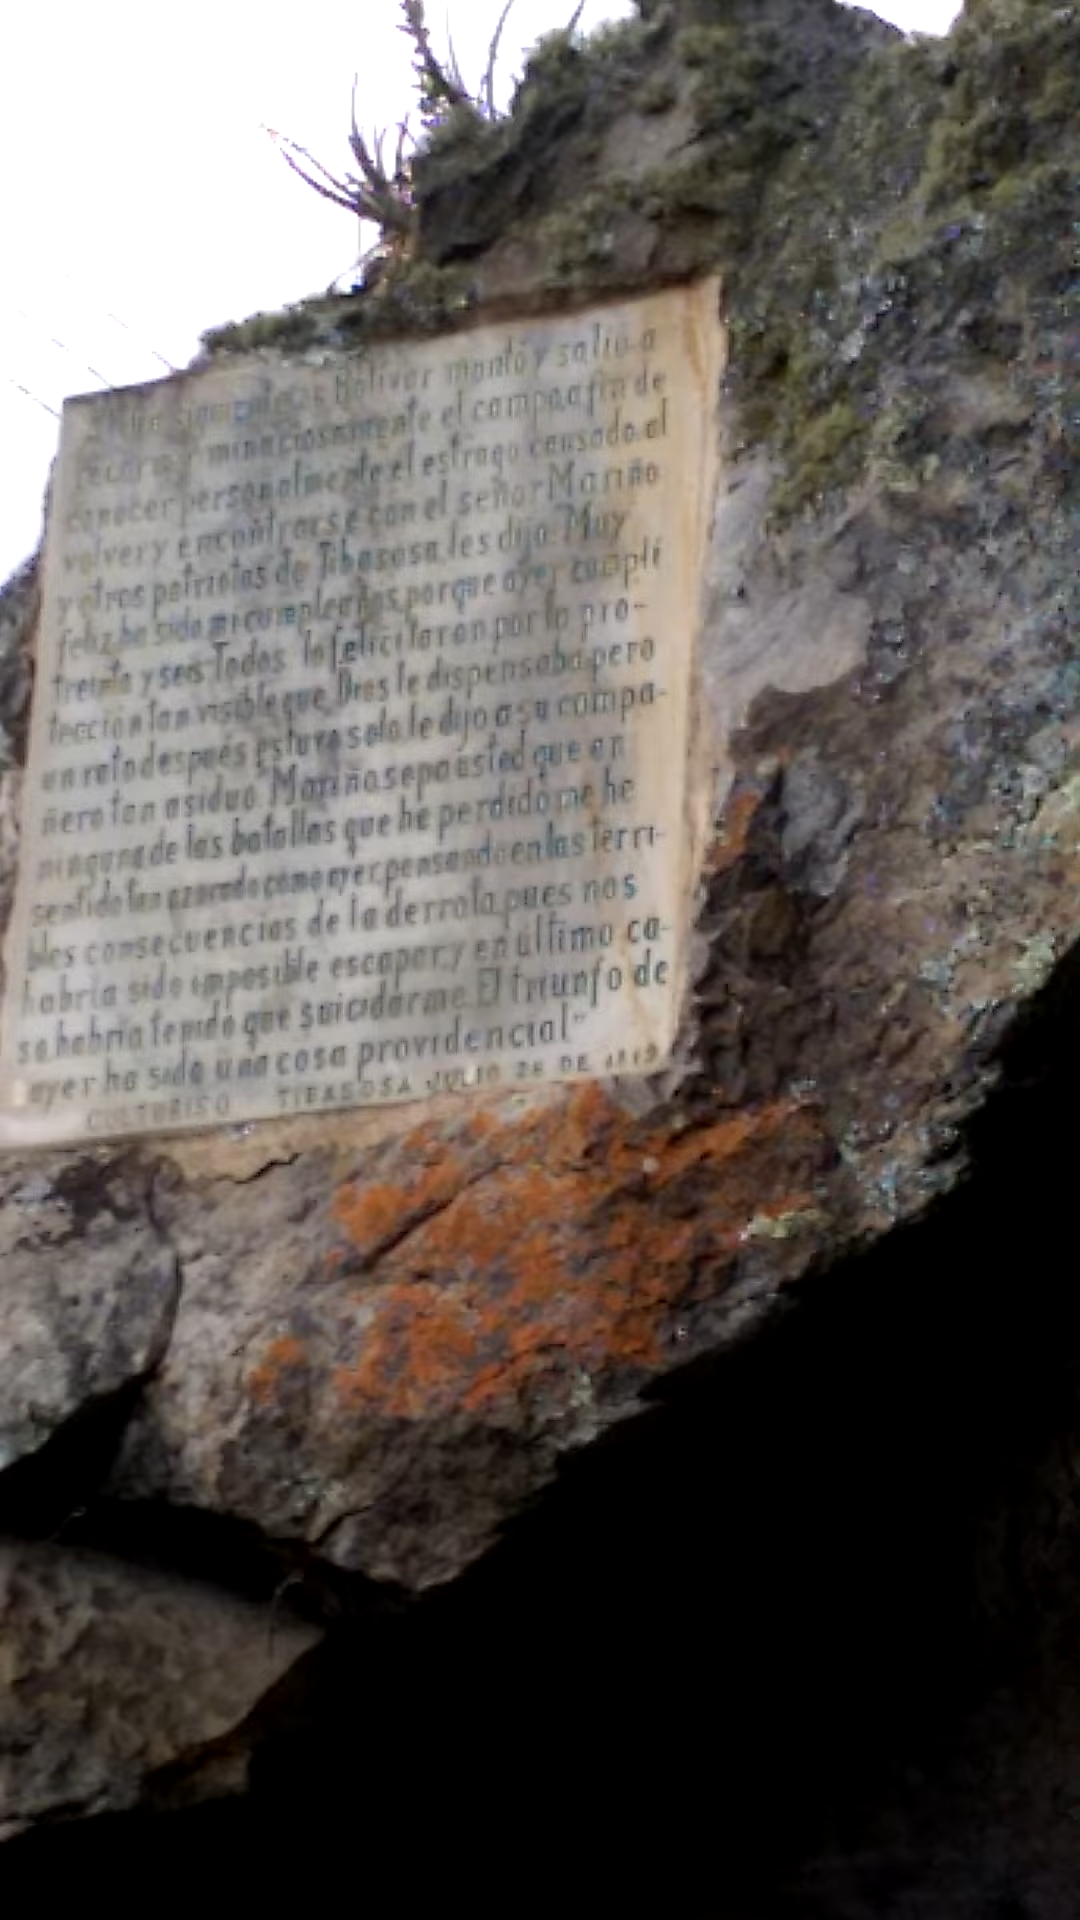 Bolívar montó y salió a
recorrer minuciosamente el campo a fin de
conocer personalmente el estrago causado. al
volver y encontrarse con el señor Mariño
y otros patriotas de Tibasosa, les dijo: Muy
feliz ha sido mi cumpleaños, porque ayer cumplí
treinta y seis. Todos lo felicitaron por la pro-
tección tan visible que Dios le dispensaba pero
un rato después estuvo solo le dijo a su compa-
ñero tan asiduo: "Mariño sepa usted que en
ninguna de las batallas que he perdido me he
sentido tan azarado como ayer, pensando en las terri-
bles consecuencias de la derrota, pues nos
habría sido imposible escapar, y en último ca-
so habría tenido que suicidarme. El triunfo de
ayer ha sido una cosa providencial"
CULTURISO TIBASOSA JULIO 26 DE 1819